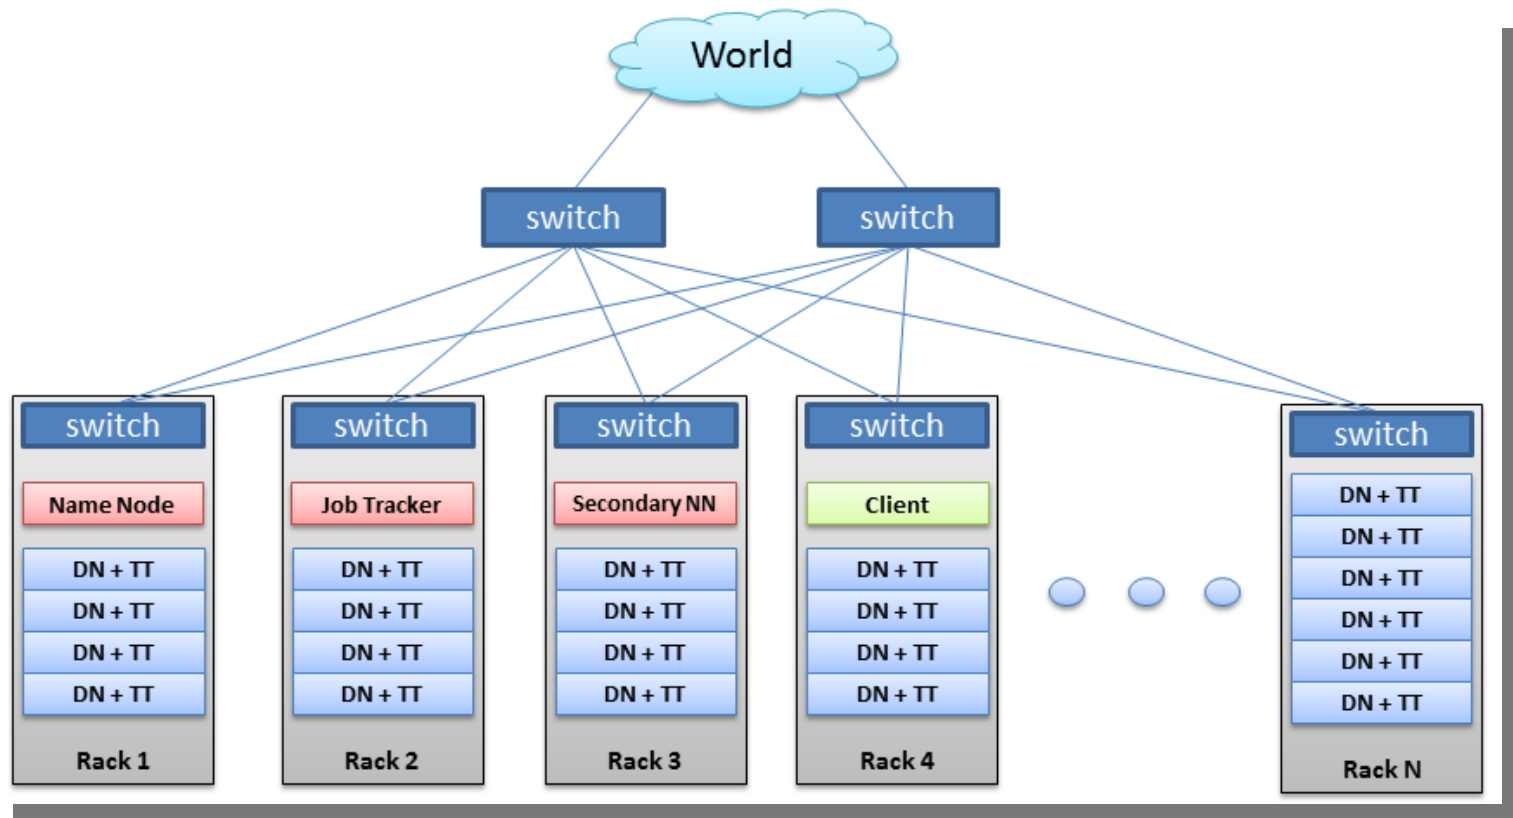 World
switch
switch
switch
Name Node
DN + TT
DN + TT
DN + TT
DN + TT
Rack 1
switch
Job Tracker
DN + TT
DN + TT
DN + TT
DN + TT
Rack 2
switch
Secondary NN
DN + TT
DN + TT
DN + TT
DN + TT
Rack 3
switch
Client
DN + TT
DN + TT
DN + TT
DN + TT
Rack 4
switch
DN + TT
DN + TT
DN + TT
DN + TT
DN + TT
DN + TT
Rack N